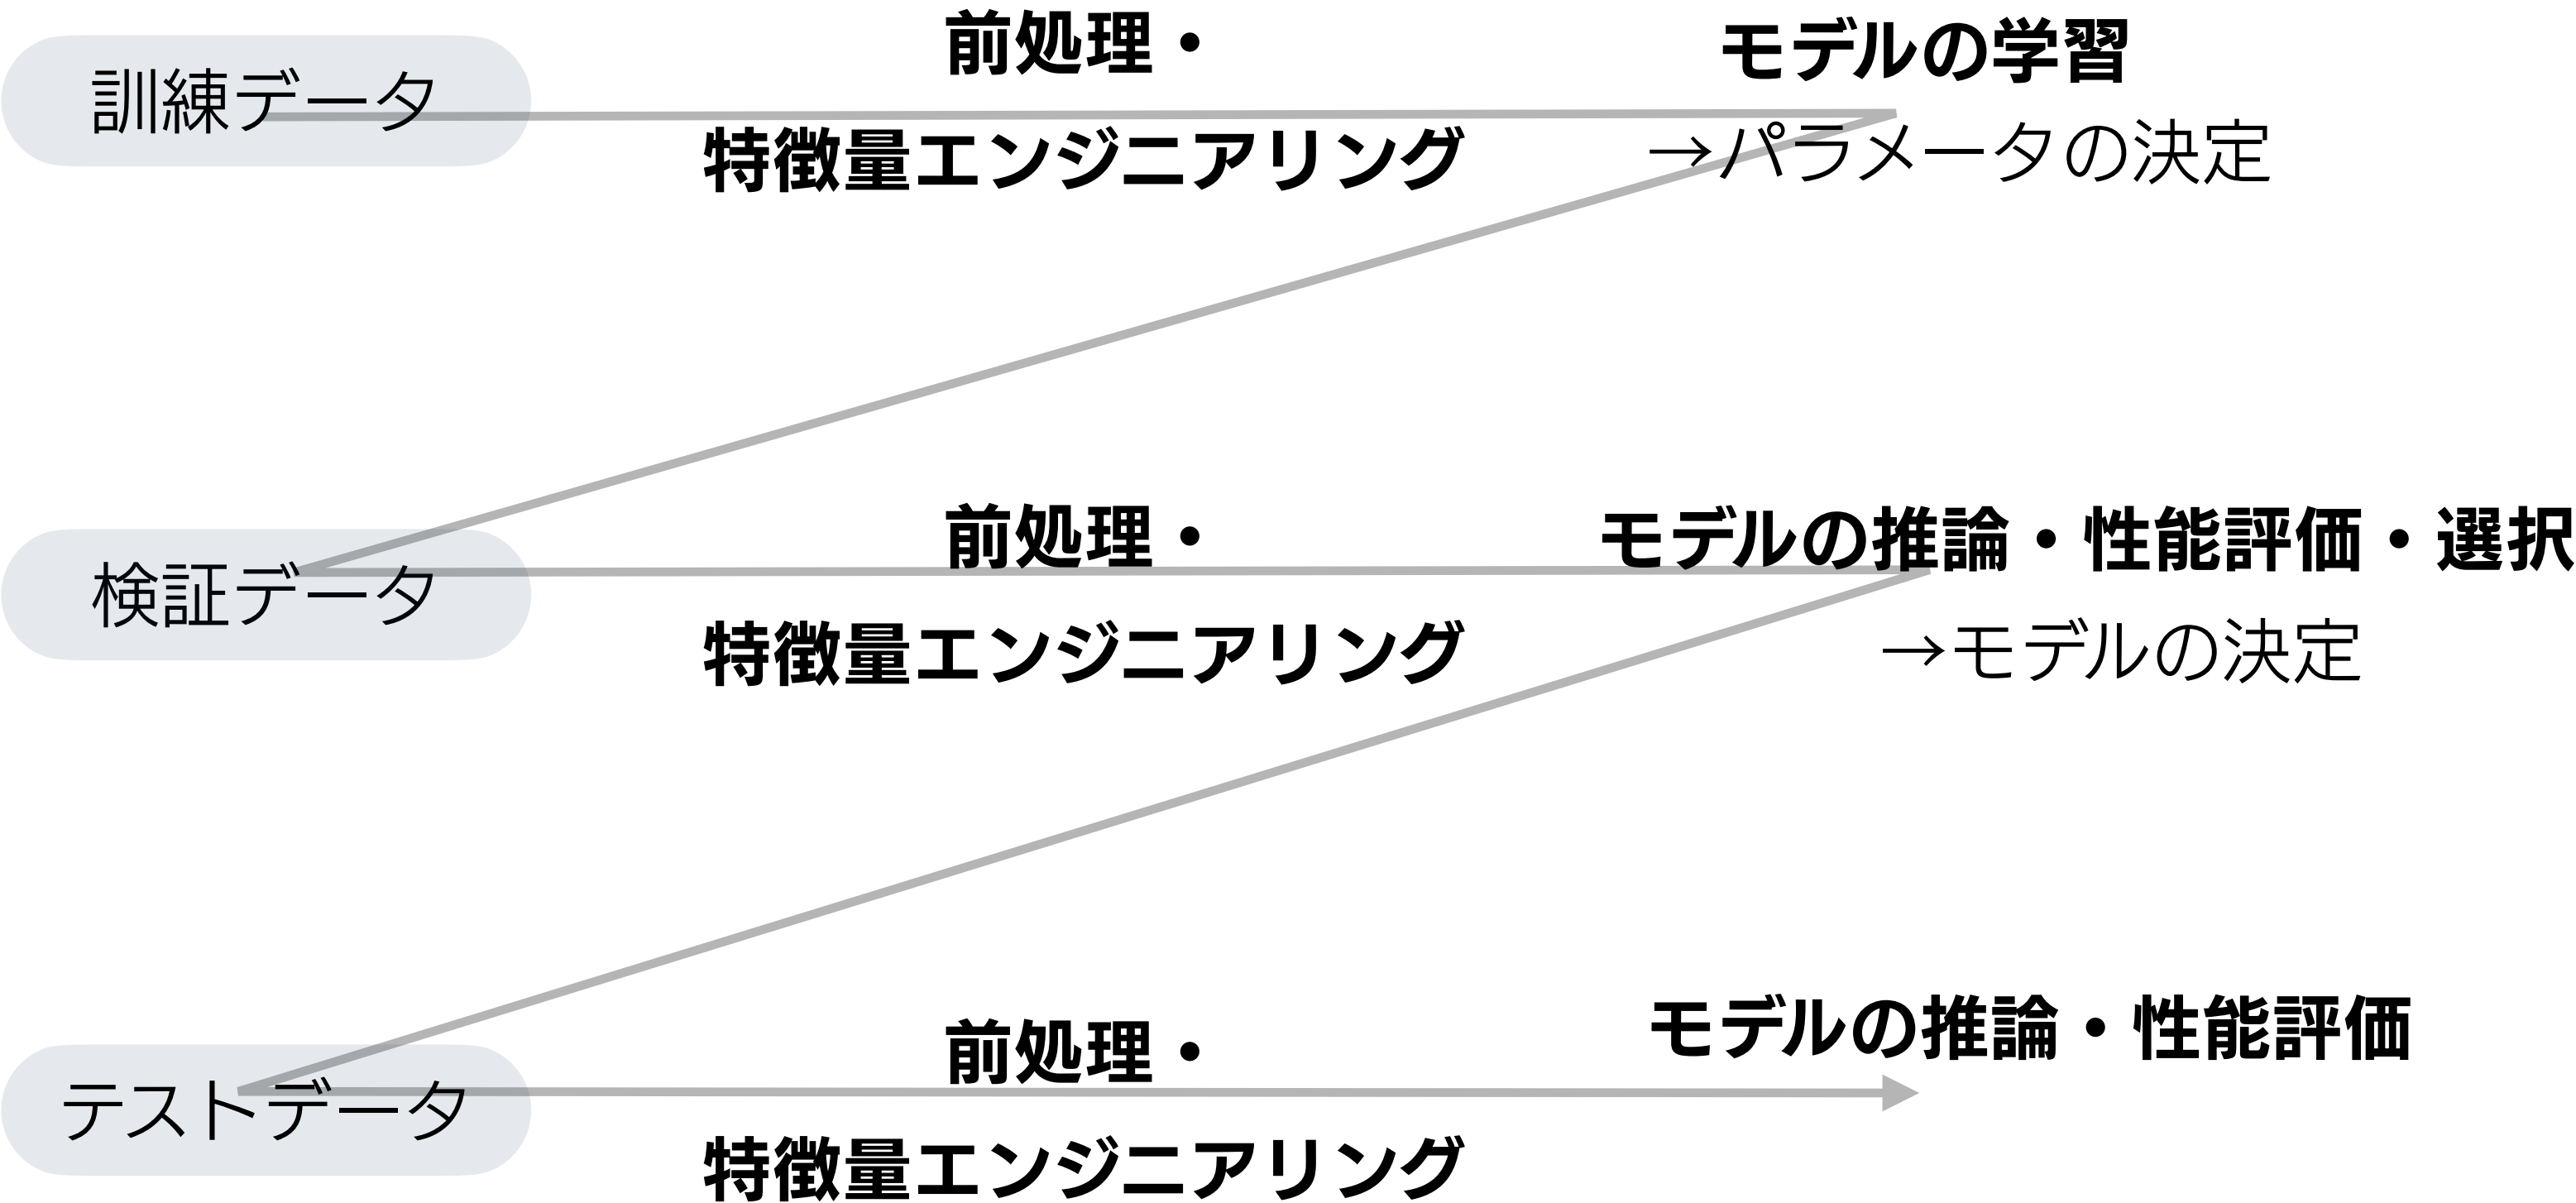 訓練データ
前処理・
特徴量エンジニアリング
モデルの学習
→パラメータの決定
検証データ
前処理・
特徴量エンジニアリング
モデルの推論・性能評価・選択
→モデルの決定
テストデータ
前処理・
特徴量エンジニアリング
モデルの推論・性能評価